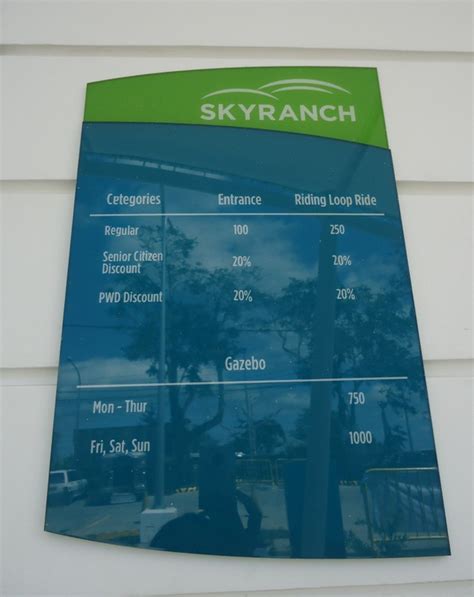 SKYRANCH
Cetegories Entrance Riding Loop Ride
Regular 100 250
Senior Citizen
Discount 20% 20%
PWD Discount 20% 20%
Gazebo
Mon - Thur 750
Fri, Sat, Sun 1000